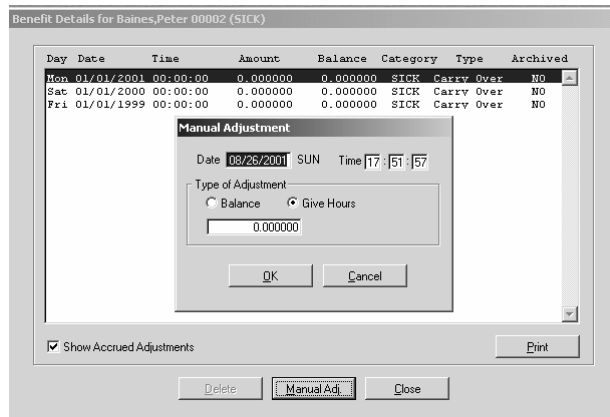 Benefit Details for Baines,Peter 00002 (SICK)
Day Date Time Amount Balance Category Type Archived
Mon 01/01/2001 00:00:00 0.000000 0.000000 SICK Carry Over NO
Sat 01/01/2000 00:00:00 0.000000 0.000000 SICK Carry Over NO
Fri 01/01/1999 00:00:00 0.000000 0.000000 SICK Carry Over NO
Manual Adjustment
Date 08/26/2001 SUN Time 17 : 51 : 57
Type of Adjustment
Balance Give Hours
0.000000
OK Cancel
Show Accrued Adjustments Print
Delete Manual Adj. Close